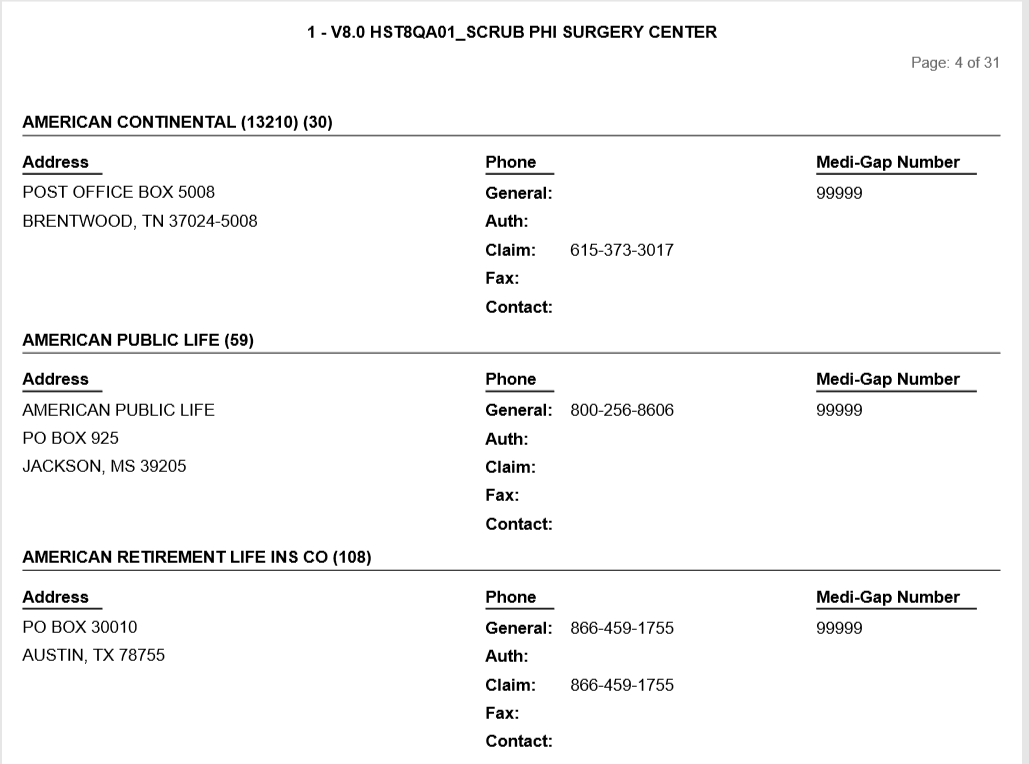 1 - V8.0 HST8QA01_SCRUB PHI SURGERY CENTER
Page: 4 of 31
AMERICAN CONTINENTAL (13210) (30)
Address Phone Medi-Gap Number
POST OFFICE BOX 5008 General: 99999
BRENTWOOD, TN 37024-5008 Auth:
Claim: 615-373-3017
Fax:
Contact:
AMERICAN PUBLIC LIFE (59)
Address Phone Medi-Gap Number
AMERICAN PUBLIC LIFE General: 800-256-8606 99999
PO BOX 925 Auth:
JACKSON, MS 39205 Claim:
Fax:
Contact:
AMERICAN RETIREMENT LIFE INS CO (108)
Address Phone Medi-Gap Number
PO BOX 30010 General: 866-459-1755 99999
AUSTIN, TX 78755 Auth:
Claim: 866-459-1755
Fax:
Contact: